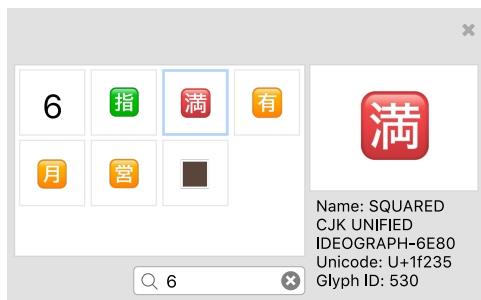 6 指 満 有
満
月 営
Name: SQUARED
CJK UNIFIED
IDEOGRAPH-6E80
Unicode: U+1f235
Glyph ID: 530
6